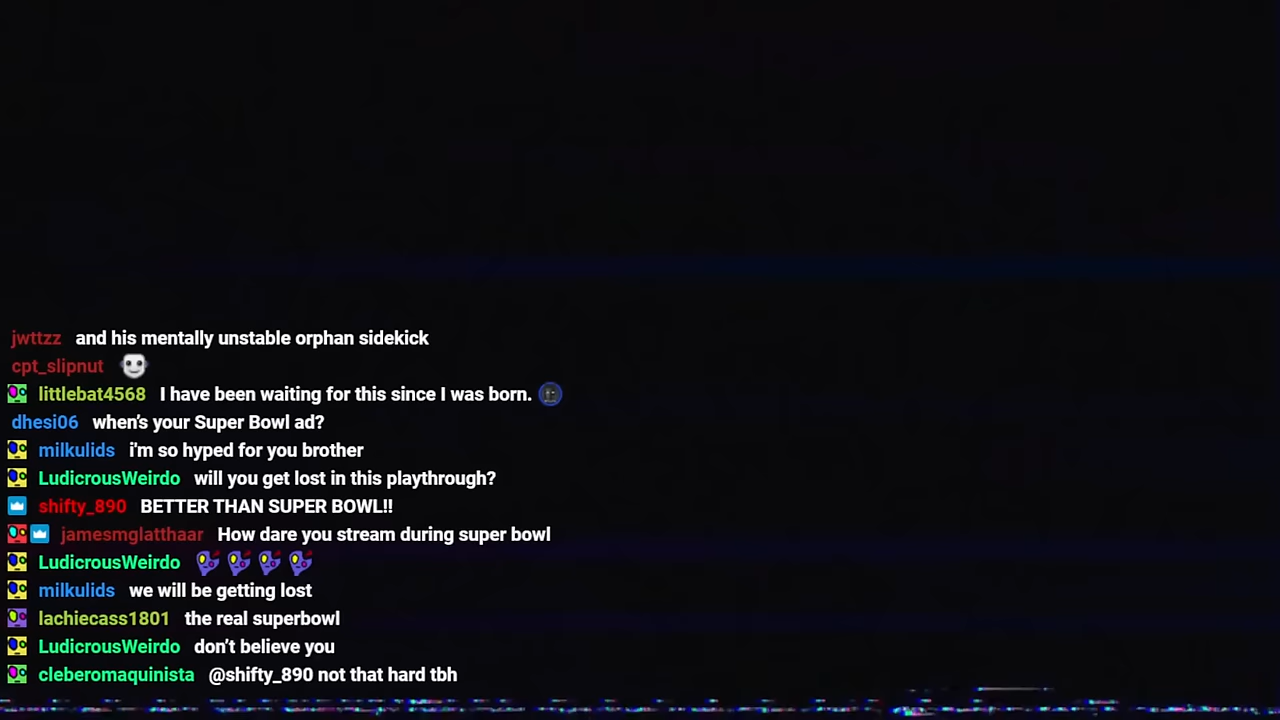 jwttzz and his mentally unstable orphan sidekick
cpt_slipnut
littlebat4568 I have been waiting for this since I was born.
dhesi06 when's your Super Bowl ad?
milkulids i'm so hyped for you brother
LudicrousWeirdo will you get lost in this playthrough?
shifty_890 BETTER THAN SUPER BOWL!!
jamesmglatthaar How dare you stream during super bowl
LudicrousWeirdo
milkulids we will be getting lost
lachiecass1801 the real superbowl
LudicrousWeirdo don't believe you
cleberomaquinista @shifty_890 not that hard tbh